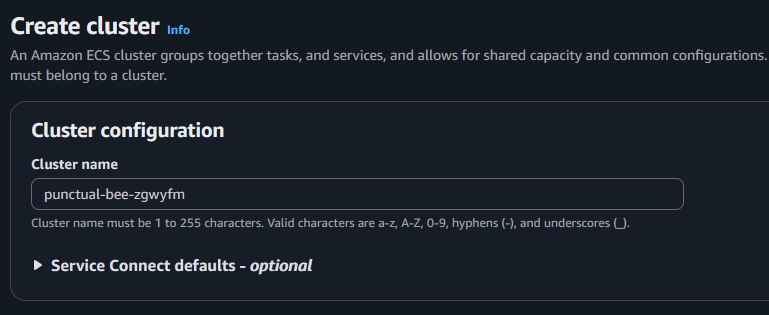 Create cluster Info
An Amazon ECS cluster groups together tasks, and services, and allows for shared capacity and common configurations.
must belong to a cluster.
Cluster configuration
Cluster name
punctual-bee-zgwyfm
Cluster name must be 1 to 255 characters. Valid characters are a-z, A-Z, 0-9, hyphens (-), and underscores (_).
Service Connect defaults - optional